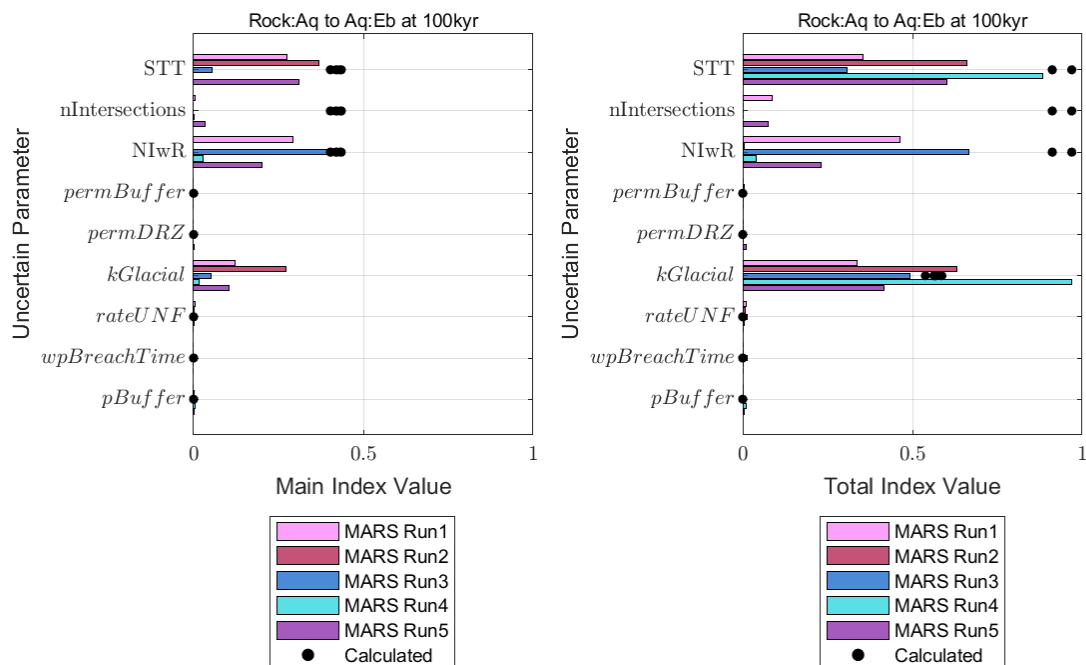 Rock:Aq to Aq:Eb at 100kyr
Uncertain Parameter
STT
nIntersections
NIwR
permBuffer
permDRZ
kGlacial
rateUNF
wpBreachTime
pBuffer
0 0.5 1
Main Index Value
MARS Run1
MARS Run2
MARS Run3
MARS Run4
MARS Run5
Calculated
Rock:Aq to Aq:Eb at 100kyr
Uncertain Parameter
STT
nIntersections
NIwR
permBuffer
permDRZ
kGlacial
rateUNF
wpBreachTime
pBuffer
0 0.5 1
Total Index Value
MARS Run1
MARS Run2
MARS Run3
MARS Run4
MARS Run5
Calculated